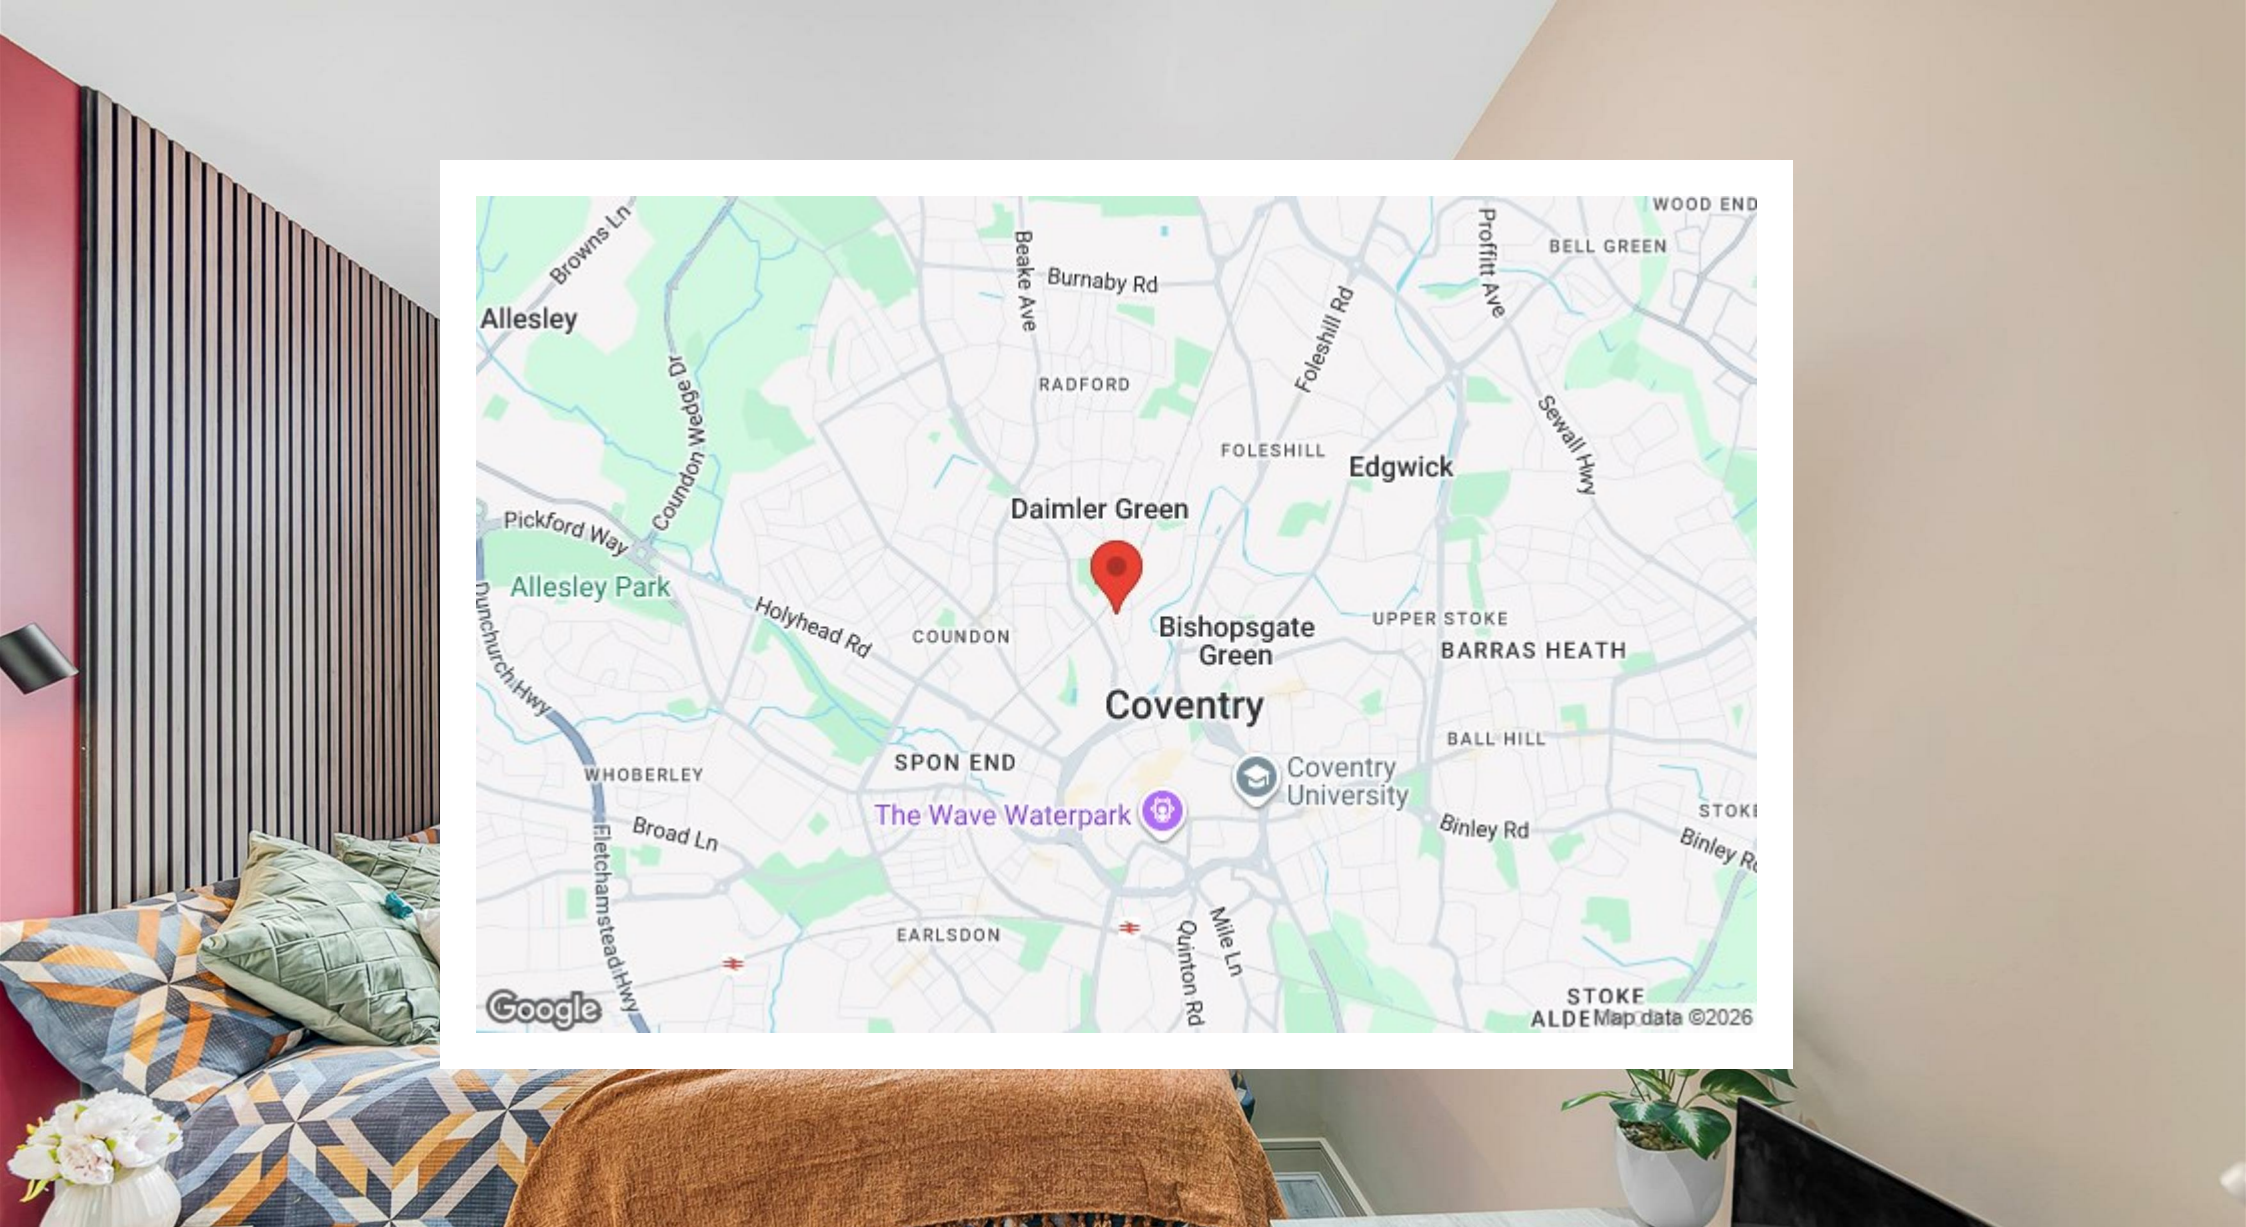 WOOD END
Browns Ln
Beake Ave
Proffitt Ave
BELL GREEN
Burnaby Rd
Allesley
Foleshill Rd
Coundon Wedge Dr
RADFORD
Sewall Hwy
FOLESHILL
Edgwick
Daimler Green
Pickford Way
Allesley Park
Dunchurch Hwy
Holyhead Rd
COUNDON
UPPER STOKE
Bishopsgate
Green
BARRAS HEATH
Coventry
BALL HILL
SPON END
WHOBERLEY
Coventry
University
The Wave Waterpark
STOKE
Broad Ln
Binley Rd
Binley Rd
Fletchamstead Hwy
EARLSDON
Mile Ln
Quinton Rd
STOKE
ALDE
Google
Map data ©2026